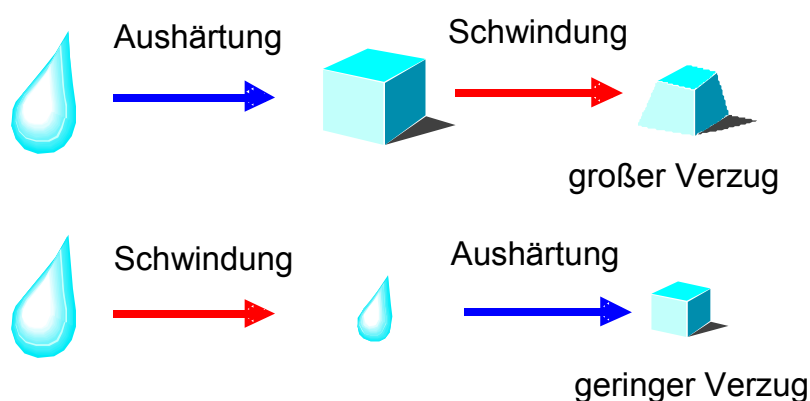 Aushärtung
Schwindung
großer Verzug
Schwindung
Aushärtung
geringer Verzug